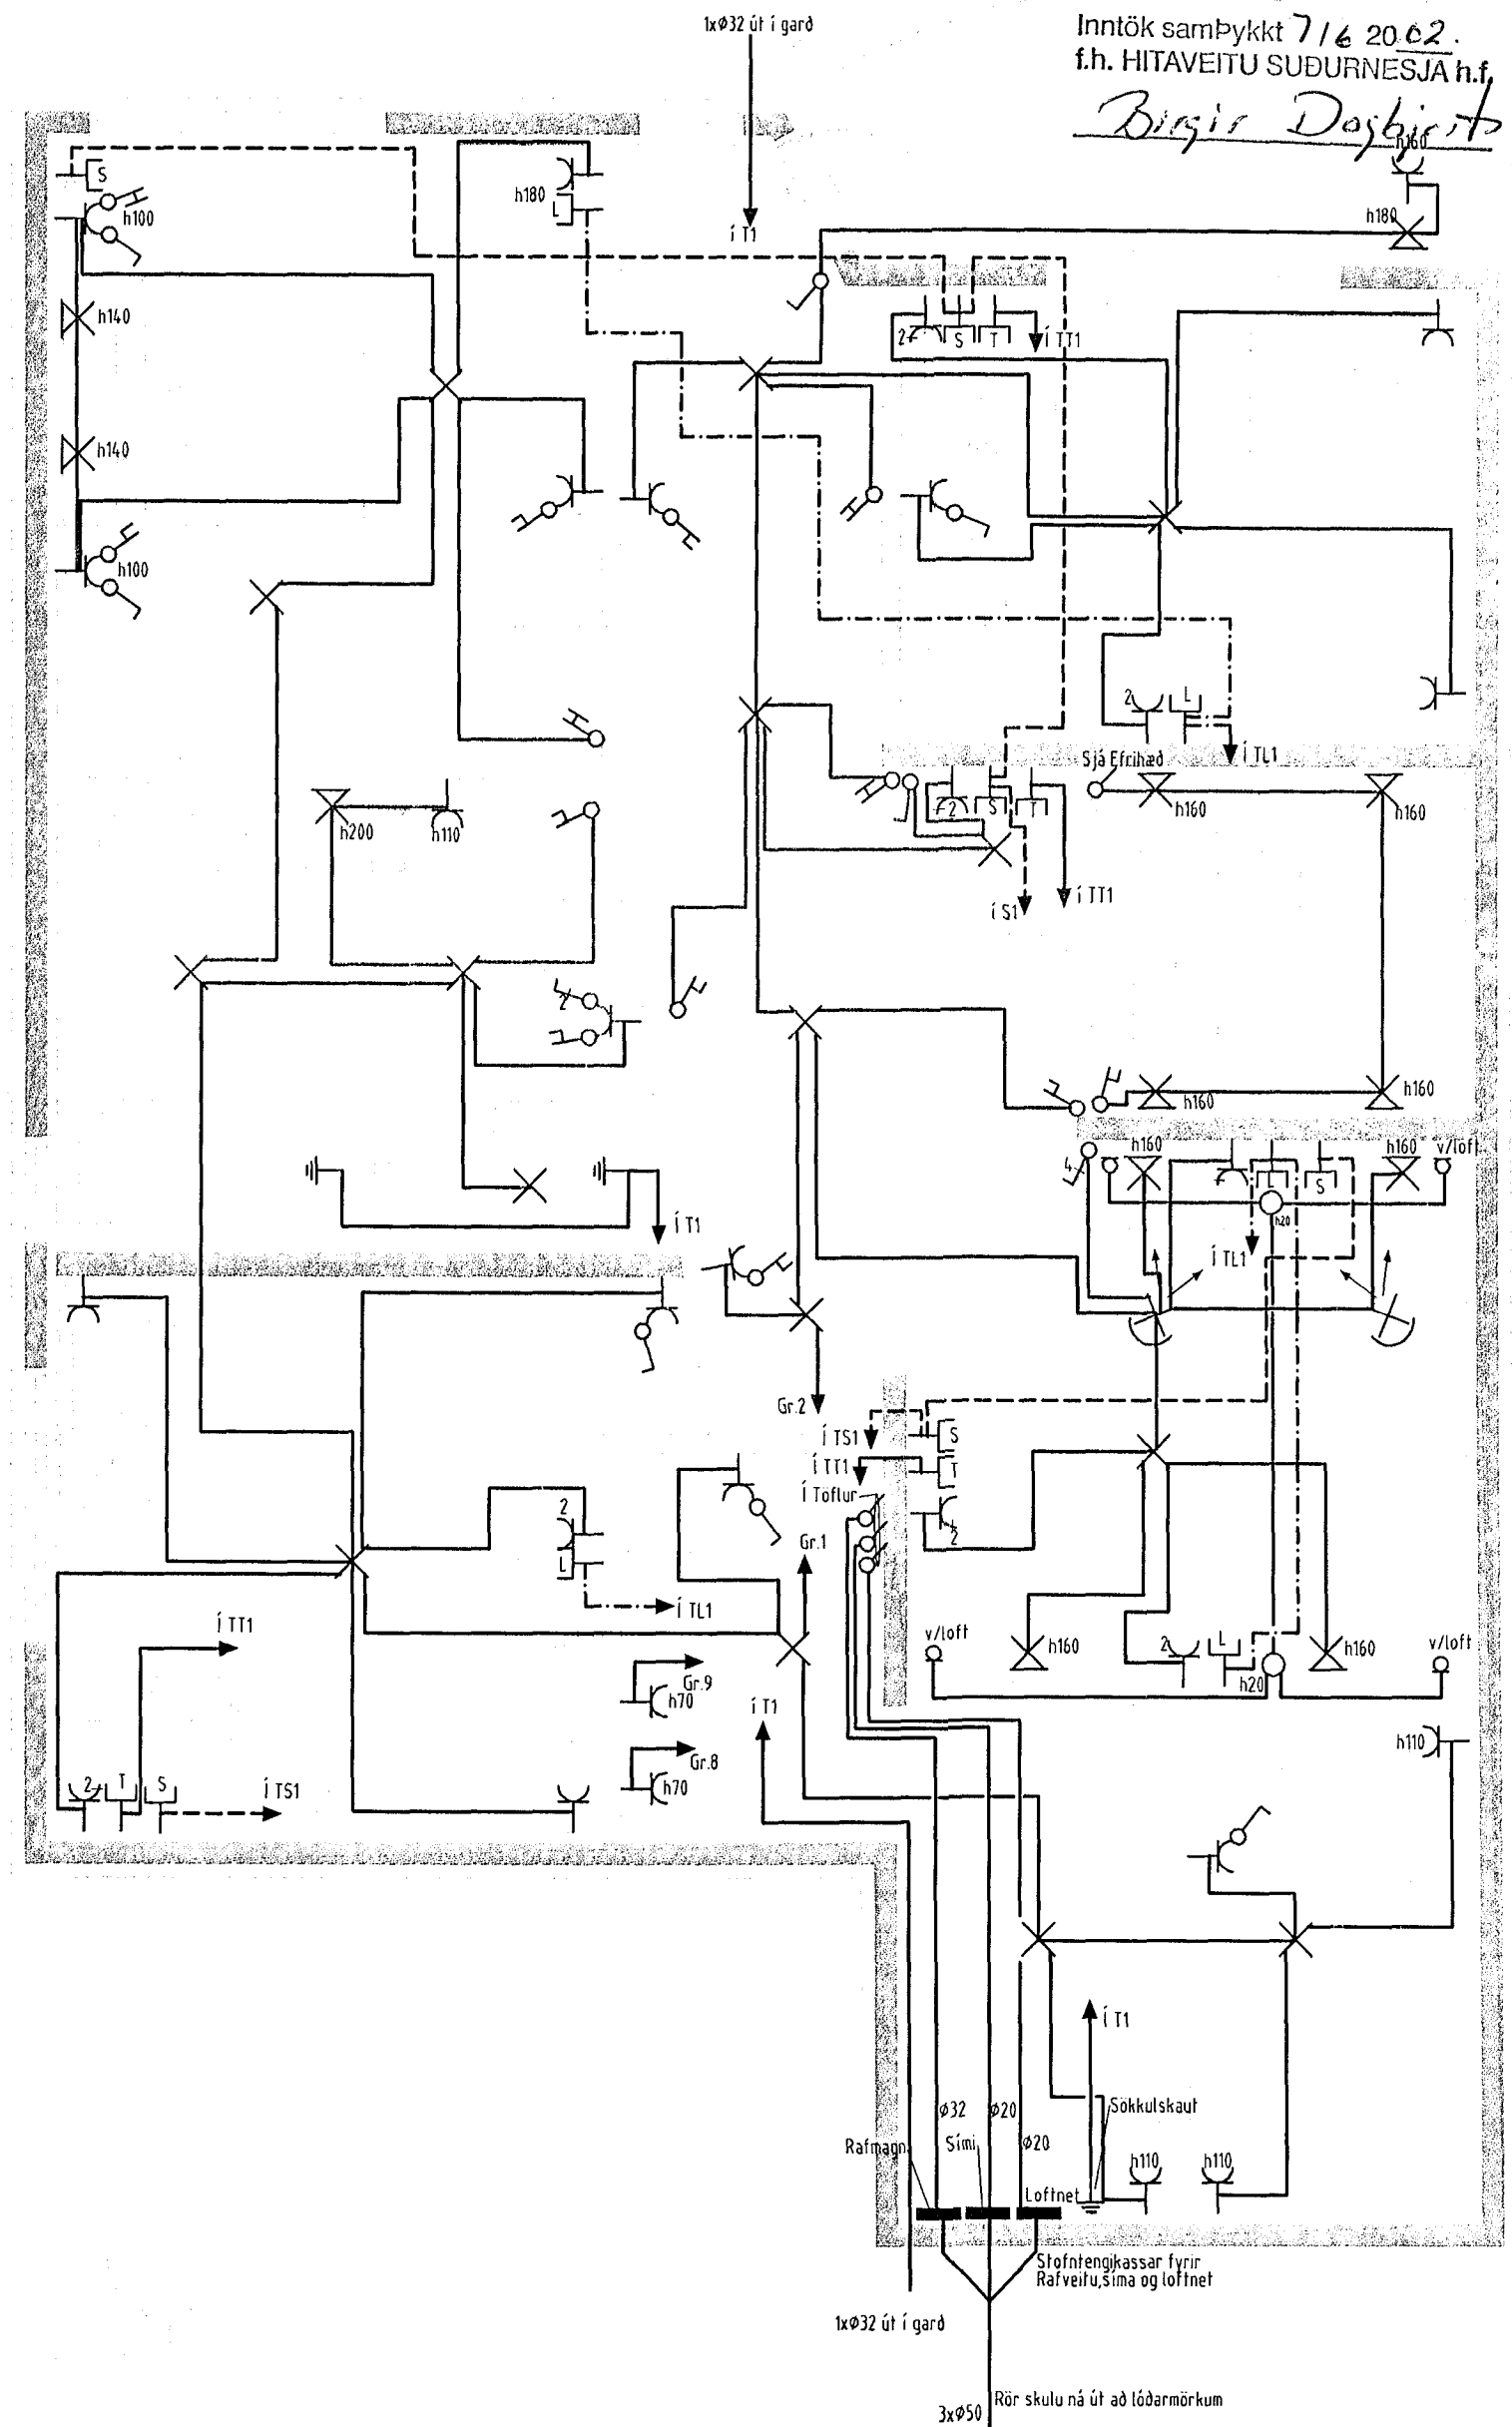 1xØ32 út í gard
Inntök samÞykkt 7/6 2002.
f.h. HITAVEITU SUÐURNESJA h.f.
Birgir
h160
S
h180
h100
L
h180
í T1
h140
2
S
T
í TT1
h140
h100
2
L
Sjá Efrihæd
í TL1
h160
h160
2
S
T
h200
h110
í S1
í TT1
2
h160
h160
4
h160
h160
v/loft
L
S
h20
í T1
Í TL1
Gr.2
Í TS1
S
Í TT1
T
Í Töflur
2
2
Gr.1
L
Í TL1
Í TT1
v/loft
h160
2
L
h20
h160
v/loft
Gr.9
h70
í T1
h110
Gr.8
h70
2
T
S
Í TS1
Í T1
Ø32
Ø20
Sökkulskaut
Rafmagn
Sími
Ø20
h110
h110
Loftnet
Stofntengikassar fyrir
Rafveitu,síma og loftnet
1xØ32 út í gard
Rör skulu ná út að lóðarmörkum
3xØ50